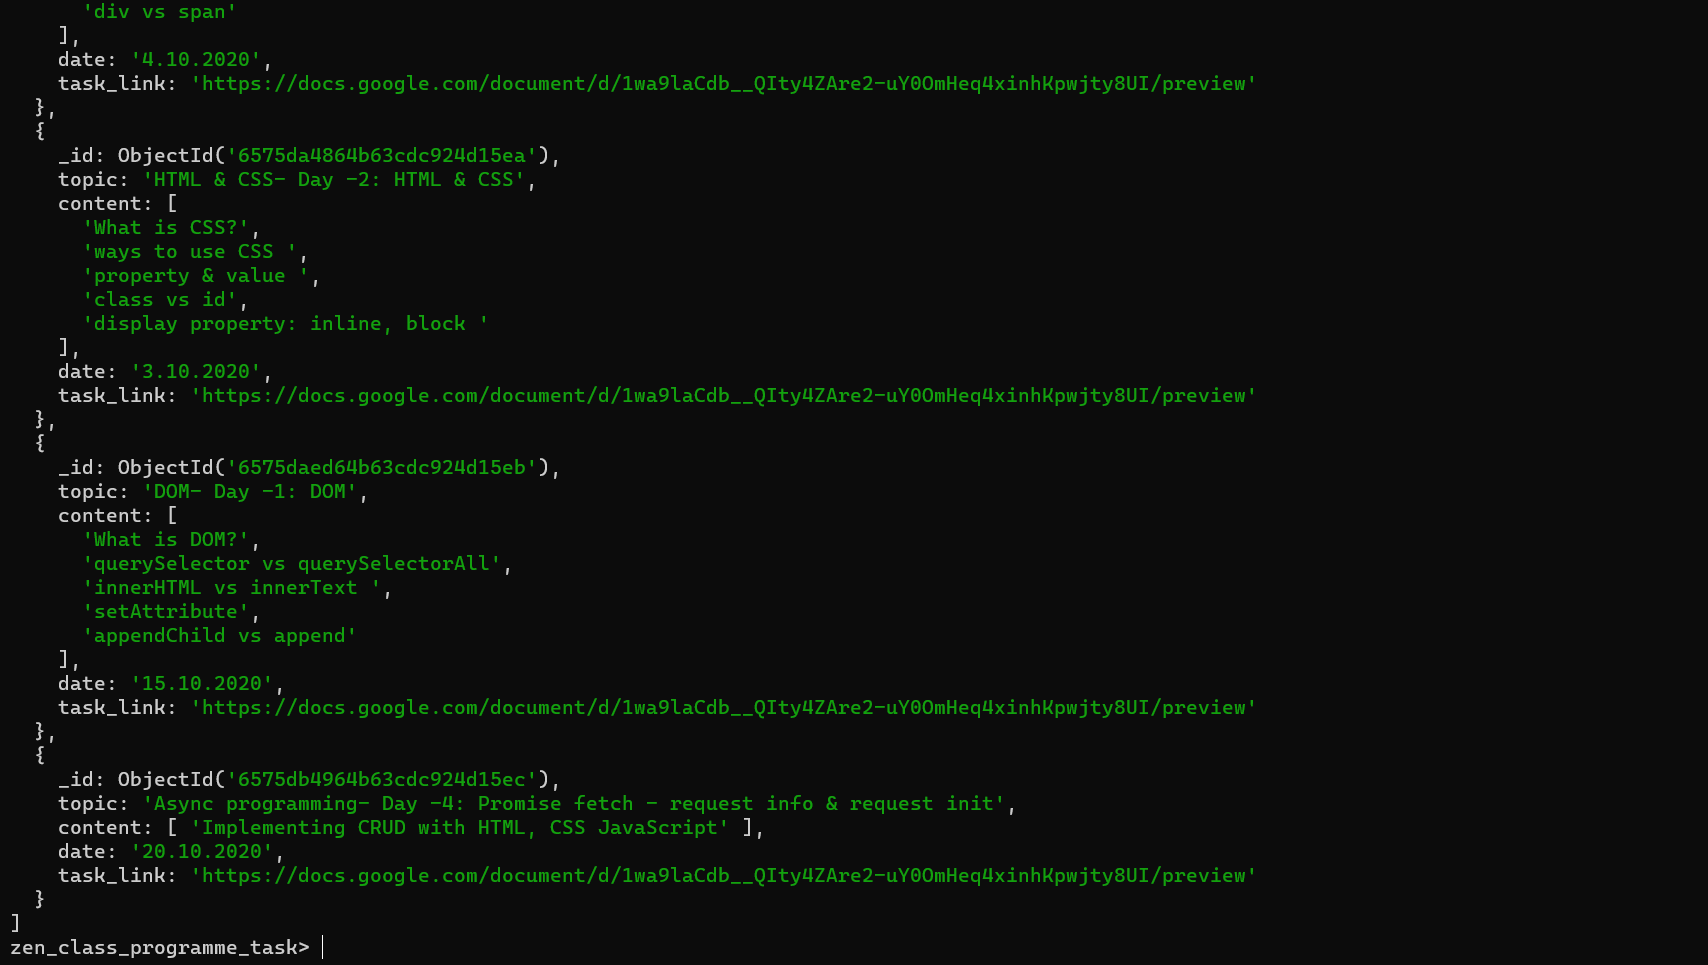 'div vs span'
],
date: '4.10.2020',
task_link: 'https://docs.google.com/document/d/1wa9laCdb__QIty4ZAre2-uY0OmHeq4xinhKpwjty8UI/preview'
},
{
_id: ObjectId('6575da4864b63cdc924d15ea'),
topic: 'HTML & CSS- Day -2: HTML & CSS',
content: [
'What is CSS?',
'ways to use CSS ',
'property & value ',
'class vs id',
'display property: inline, block '
],
date: '3.10.2020',
task_link: 'https://docs.google.com/document/d/1wa9laCdb__QIty4ZAre2-uY0OmHeq4xinhKpwjty8UI/preview'
},
{
_id: ObjectId('6575daed64b63cdc924d15eb'),
topic: 'DOM- Day -1: DOM',
content: [
'What is DOM?',
'querySelector vs querySelectorAll',
'innerHTML vs innerText ',
'setAttribute',
'appendChild vs append'
],
date: '15.10.2020',
task_link: 'https://docs.google.com/document/d/1wa9laCdb__QIty4ZAre2-uY0OmHeq4xinhKpwjty8UI/preview'
},
{
_id: ObjectId('6575db4964b63cdc924d15ec'),
topic: 'Async programming- Day -4: Promise fetch - request info & request init',
content: [ 'Implementing CRUD with HTML, CSS JavaScript' ],
date: '20.10.2020',
task_link: 'https://docs.google.com/document/d/1wa9laCdb__QIty4ZAre2-uY0OmHeq4xinhKpwjty8UI/preview'
}
]
zen_class_programme_task>